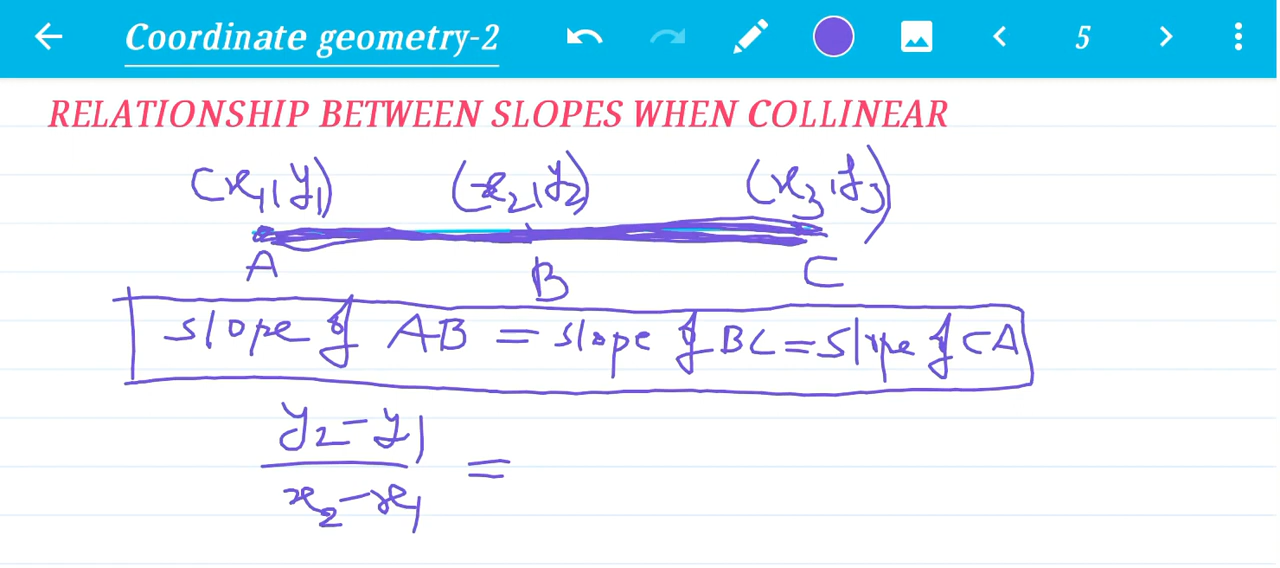 Coordinate geometry-2 5
RELATIONSHIP BETWEEN SLOPES WHEN COLLINEAR
(x₁, y₁) (x₂, y₂) (x₃, y₃)
A B C
slope of AB = slope of BC = slope of CA
y₂ - y₁
/ x₂ - x₁ =